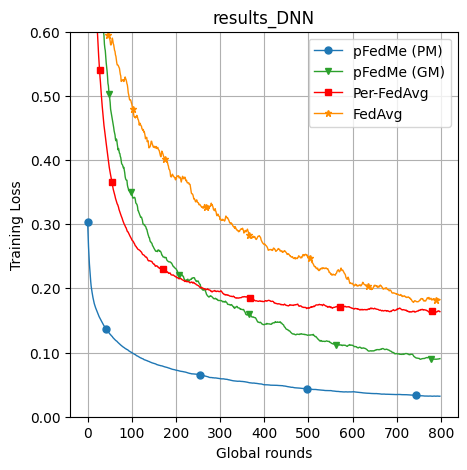 results_DNN
Training Loss
0.60
0.50
0.40
0.30
0.20
0.10
0.00
pFedMe (PM)
pFedMe (GM)
Per-FedAvg
FedAvg
0 100 200 300 400 500 600 700 800
Global rounds